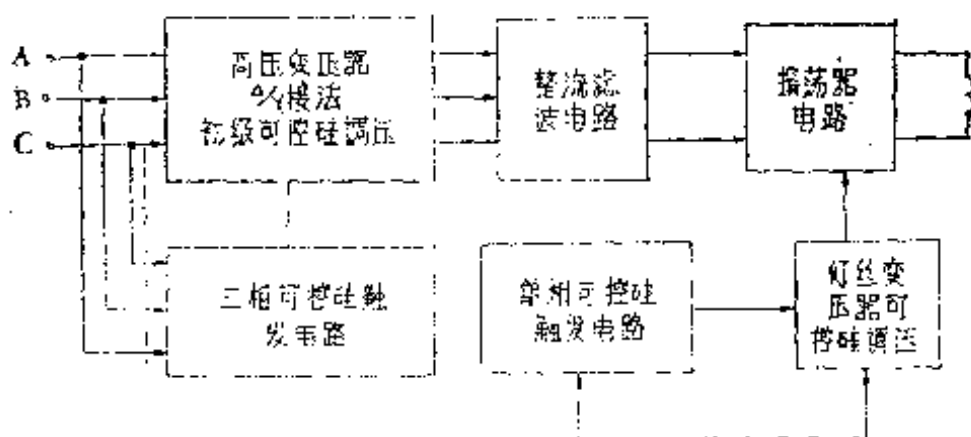 A
B
C
高压变压器
△/Y接法
初级可控硅调压
整流滤
波电路
振荡器
电路
三相可控硅触
发电路
单相可控硅
触发电路
灯丝变
压器可
控硅调压